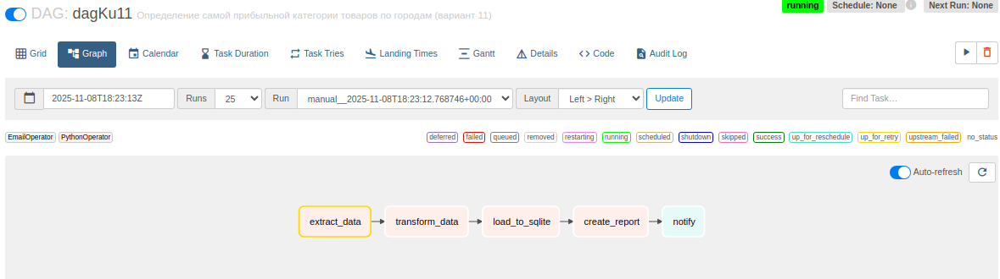 DAG: dagKu11 Определение самой прибыльной категории товаров по городам (вариант 11)
running Schedule: None Next Run: None
Grid Graph Calendar Task Duration Task Tries Landing Times Gantt Details Code Audit Log
2025-11-08T18:23:13Z Runs 25 Run manual__2025-11-08T18:23:12.768746+00:00 Layout Left > Right Update Find Task…
EmailOperator PythonOperator deferred failed queued removed restarting running scheduled shutdown skipped success up_for_reschedule up_for_retry upstream_failed no_status
Auto-refresh
extract_data transform_data load_to_sqlite create_report notify